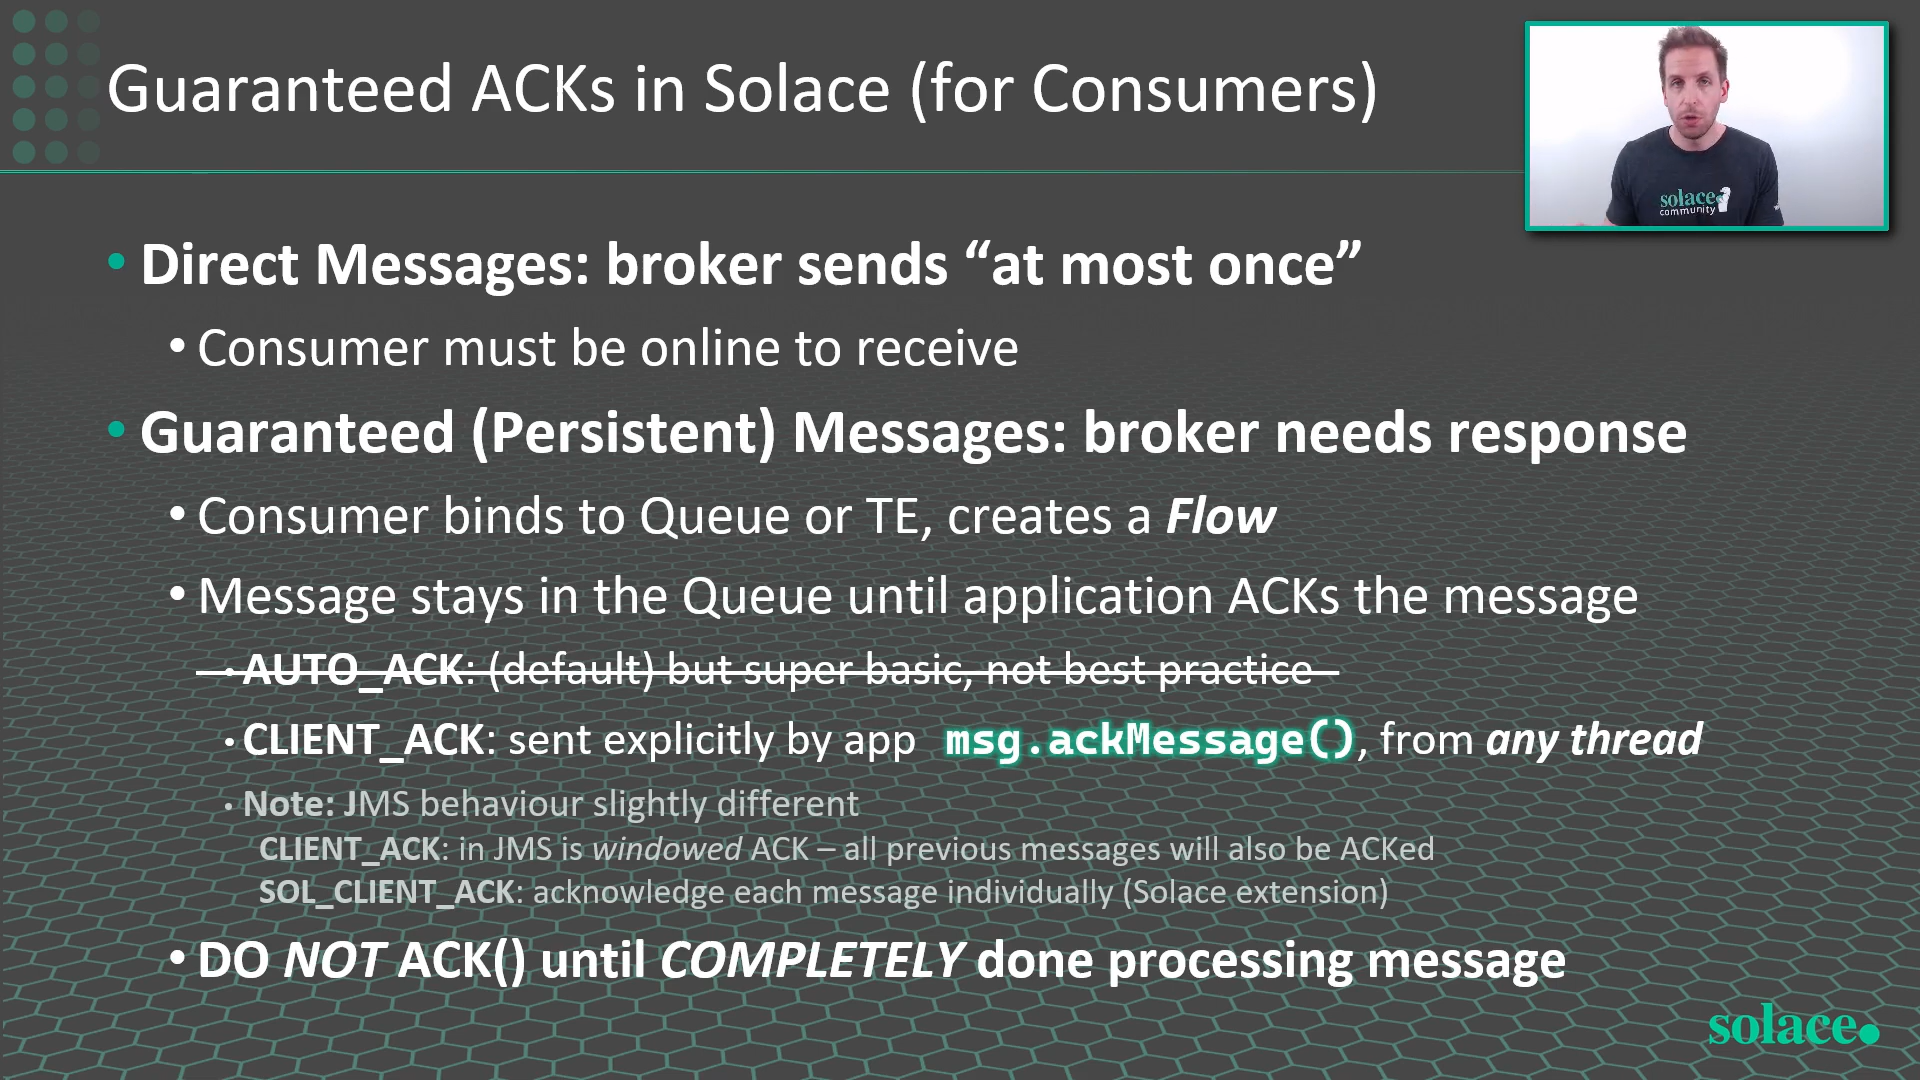 Guaranteed ACKs in Solace (for Consumers)
solace
community
• Direct Messages: broker sends “at most once”
• Consumer must be online to receive
• Guaranteed (Persistent) Messages: broker needs response
• Consumer binds to Queue or TE, creates a Flow
• Message stays in the Queue until application ACKs the message
• AUTO_ACK: (default) but super basic, not best practice
• CLIENT_ACK: sent explicitly by app msg.ackMessage(), from any thread
• Note: JMS behaviour slightly different
CLIENT_ACK: in JMS is windowed ACK – all previous messages will also be ACKed
SOL_CLIENT_ACK: acknowledge each message individually (Solace extension)
• DO NOT ACK() until COMPLETELY done processing message
solace.